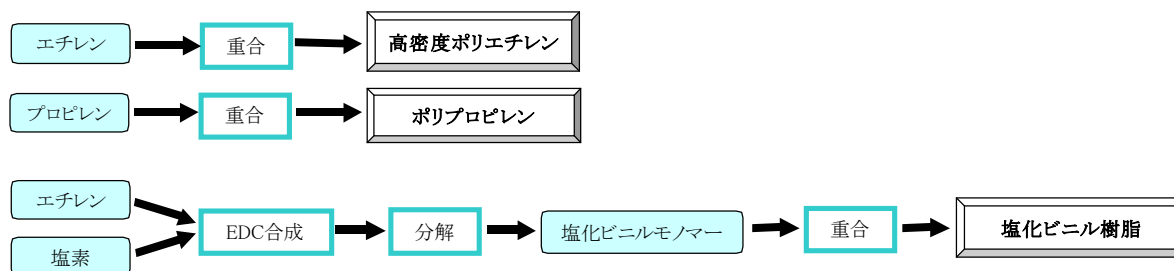 エチレン
重合
高密度ポリエチレン
プロピレン
重合
ポリプロピレン
エチレン
塩素
EDC合成
分解
塩化ビニルモノマー
重合
塩化ビニル樹脂